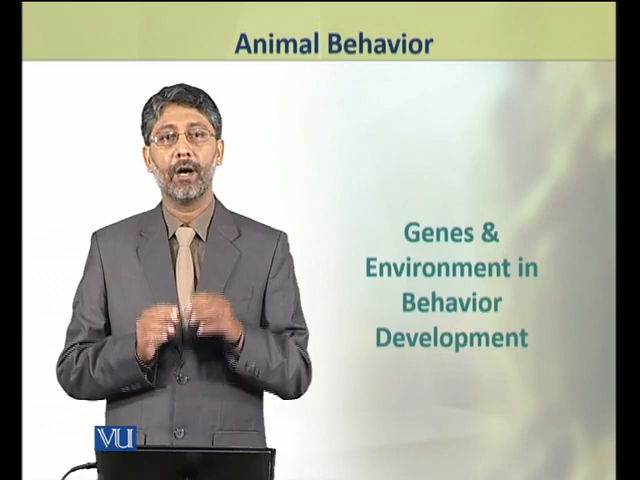 Animal Behavior
Genes &
Environment in
Behavior
Development
VU